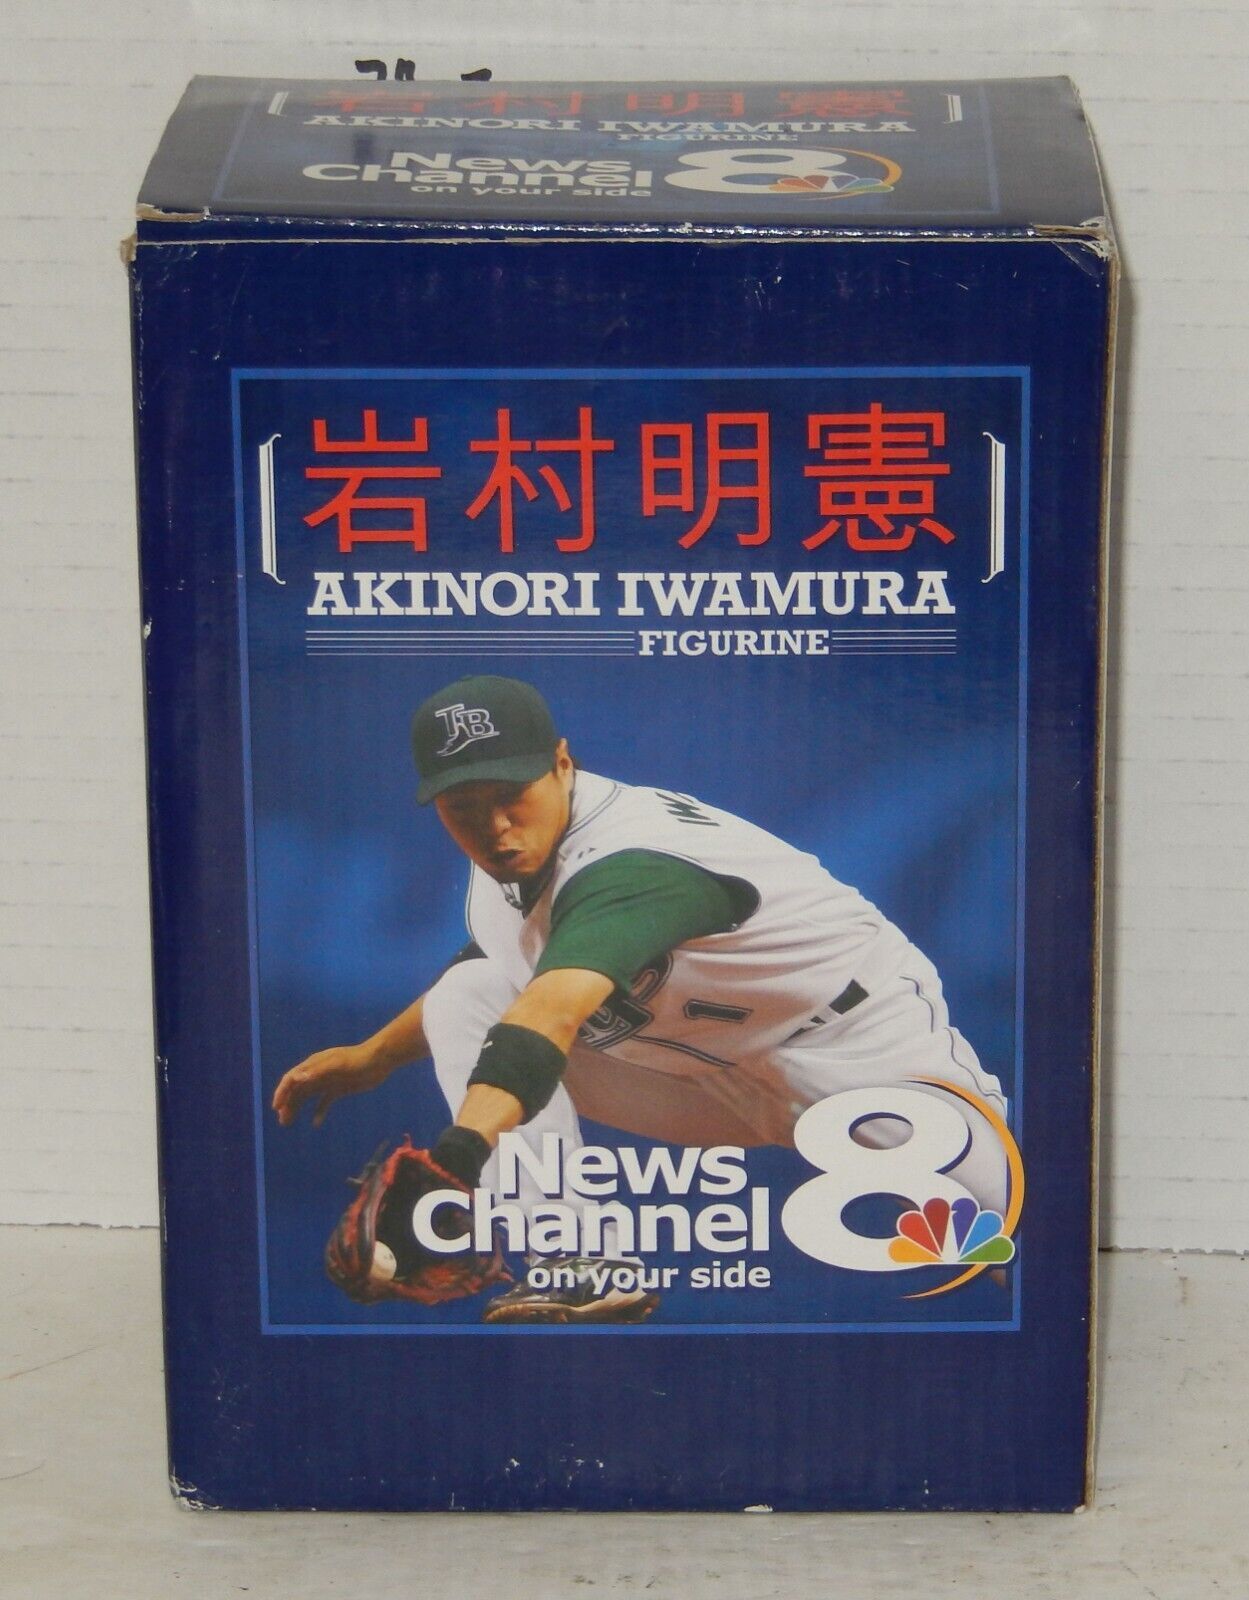 岩村明憲
AKINORI IWAMURA
FIGURINE
News
Channel 8
on your side
岩村明憲
AKINORI IWAMURA
FIGURINE
TB
1
News
Channel 8
on your side